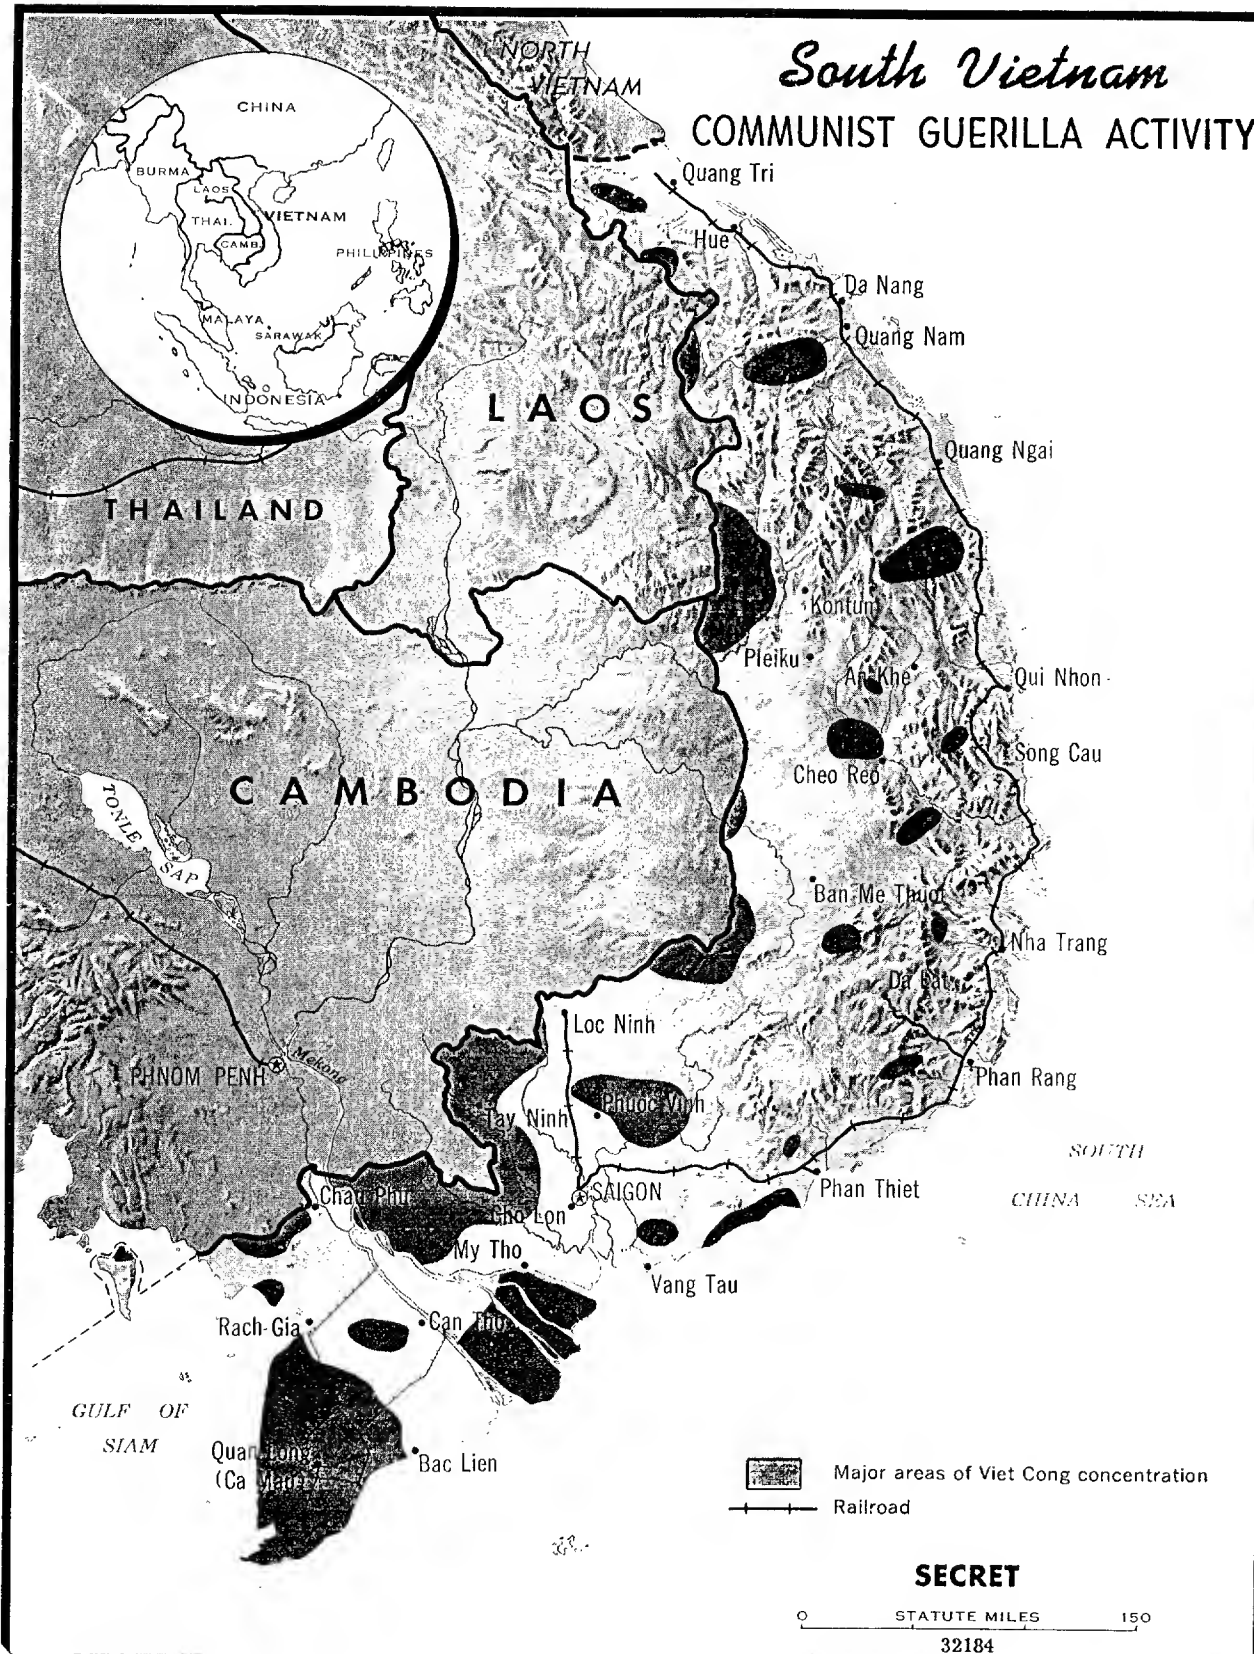 South Vietnam
COMMUNIST GUERILLA ACTIVITY
NORTH
VIETNAM
CHINA
BURMA
LAOS
THAI.
VIETNAM
CAMB.
PHILIPPINES
MALAYA
SARAWAK
INDONESIA
Quang Tri
Hue
Da Nang
Quang Nam
LAOS
Quang Ngai
THAILAND
Kontum
Pleiku
An Khe
Qui Nhon
Song Cau
Cheo Reo
CAMBODIA
TONLE
SAP
Ban Me Thuot
Nha Trang
Da Lat
Loc Ninh
Mekong
PHNOM PENH
Phan Rang
Phuoc Vinh
Tay Ninh
SOUTH
CHINA SEA
Phan Thiet
SAIGON
Chau Phu
Cho Lon
My Tho
Vang Tau
Rach Gia
Can Tho
GULF OF
SIAM
Quan Long
(Ca Mau)
Bac Lien
Major areas of Viet Cong concentration
Railroad
SECRET
0 STATUTE MILES 150
32184